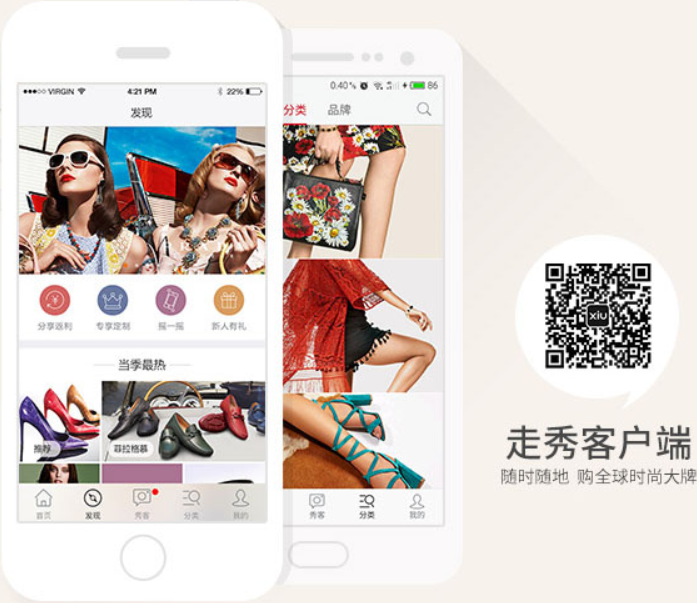 VIRGIN
4:21 PM
22%
发现
分享返利
专享定制
摇一摇
新人有礼
当季最热
推荐
菲拉格慕
首页
发现
秀客
分类
我的
0.40%
86
分类
品牌
秀客
分类
我的
xiu
走秀客户端
随时随地 购全球时尚大牌